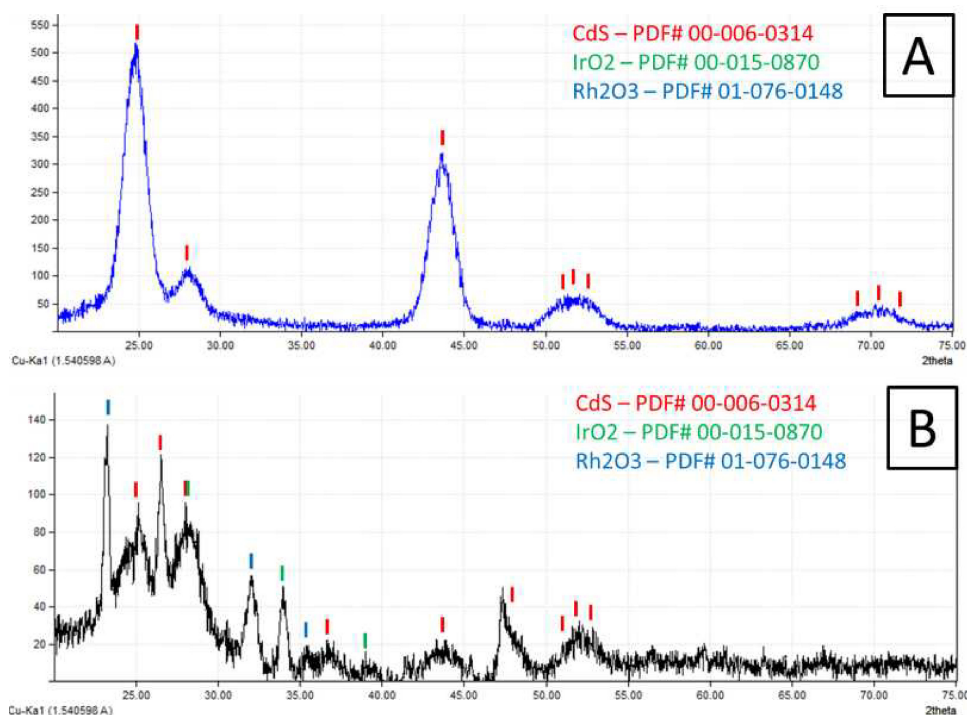 550
500
450
400
350
300
250
200
150
100
50
CdS – PDF# 00-006-0314
IrO2 – PDF# 00-015-0870
Rh2O3 – PDF# 01-076-0148
A
25.00 30.00 35.00 40.00 45.00 50.00 55.00 60.00 65.00 70.00 75.00
Cu-Ka1 (1.540598 A) 2theta
140
120
100
80
60
40
20
CdS – PDF# 00-006-0314
IrO2 – PDF# 00-015-0870
Rh2O3 – PDF# 01-076-0148
B
25.00 30.00 35.00 40.00 45.00 50.00 55.00 60.00 65.00 70.00 75.00
Cu-Ka1 (1.540598 A) 2theta